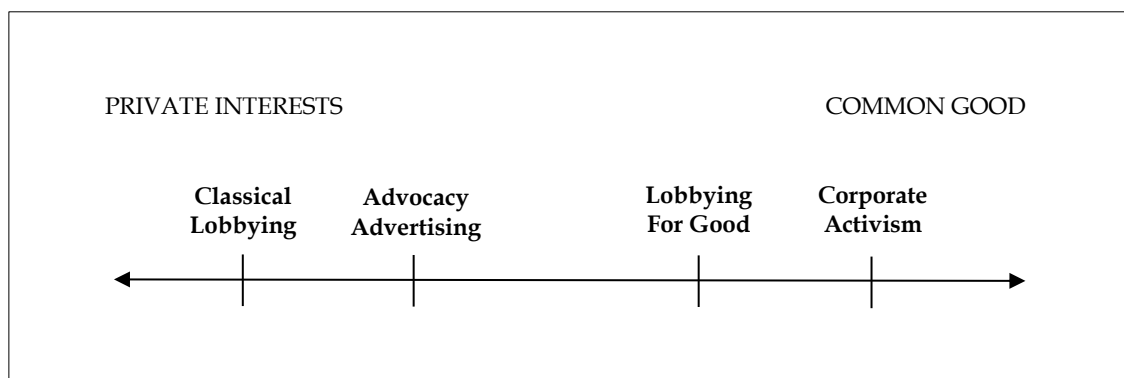 PRIVATE INTERESTS
COMMON GOOD
Classical
Lobbying
Advocacy
Advertising
Lobbying
For Good
Corporate
Activism